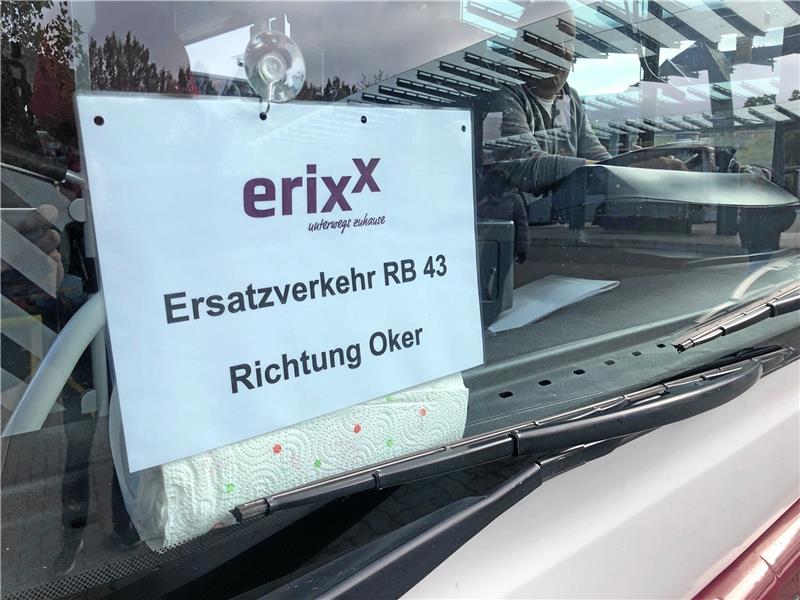 erixx
unterwegs zuhause
Ersatzverkehr RB 43
Richtung Oker